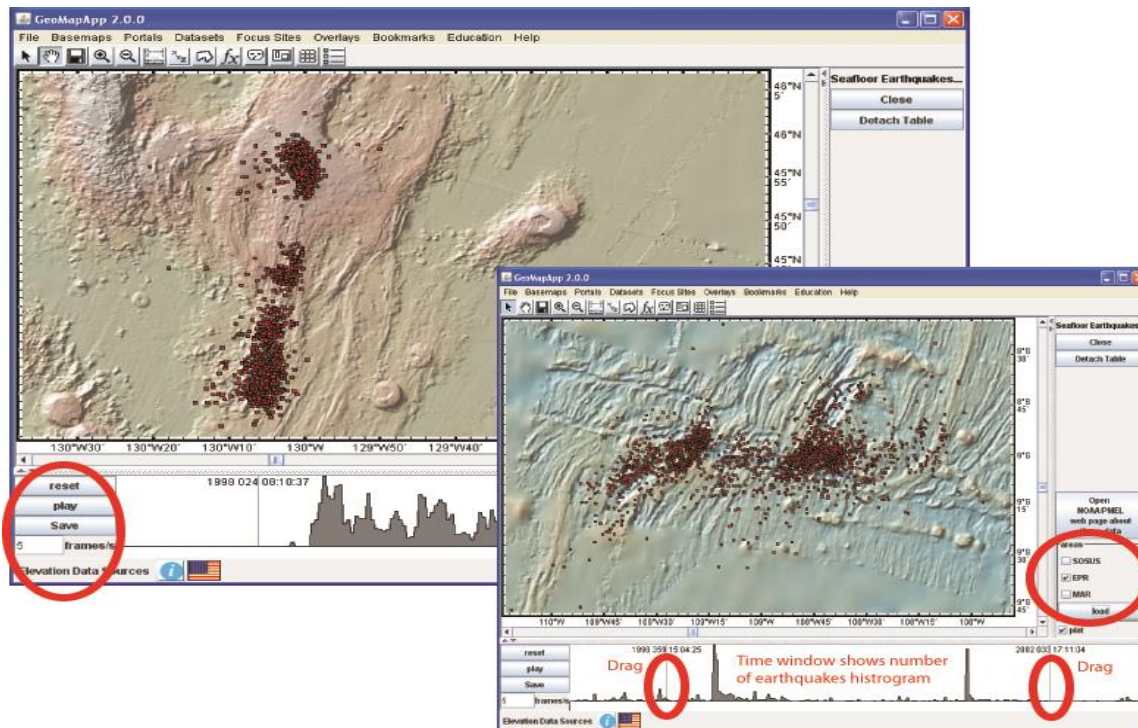 GeoMapApp 2.0.0
File Basemaps Portals Datasets Focus Sites Overlays Bookmarks Education Help
46°N
5'
46°N
45°N
55'
45°N
50'
45°N
Seafloor Earthquakes...
Close
Detach Table
130°W30' 130°W20' 130°W10' 130°W 129°W50' 129°W40'
reset
play
Save
5 frames/s
1998 024 08:10:37
Elevation Data Sources
GeoMapApp 2.0.0
File Basemaps Portals Datasets Focus Sites Overlays Bookmarks Education Help
8°S
30'
8°S
45'
9°S
9°S
15'
9°S
30'
9°S
45'
Seafloor Earthquakes
Close
Detach Table
Open
NOAA/PMEL
web page about
data
areas
SOSUS
EPR
MAR
load
plot
110°W 109°W45' 109°W30' 109°W15' 109°W 108°W45' 108°W30' 108°W15' 108°W
reset
play
Save
5 frames/s
1998 359 15:04:25
2002 033 17:11:04
Drag
Time window shows number
of earthquakes histrogram
Drag
Elevation Data Sources